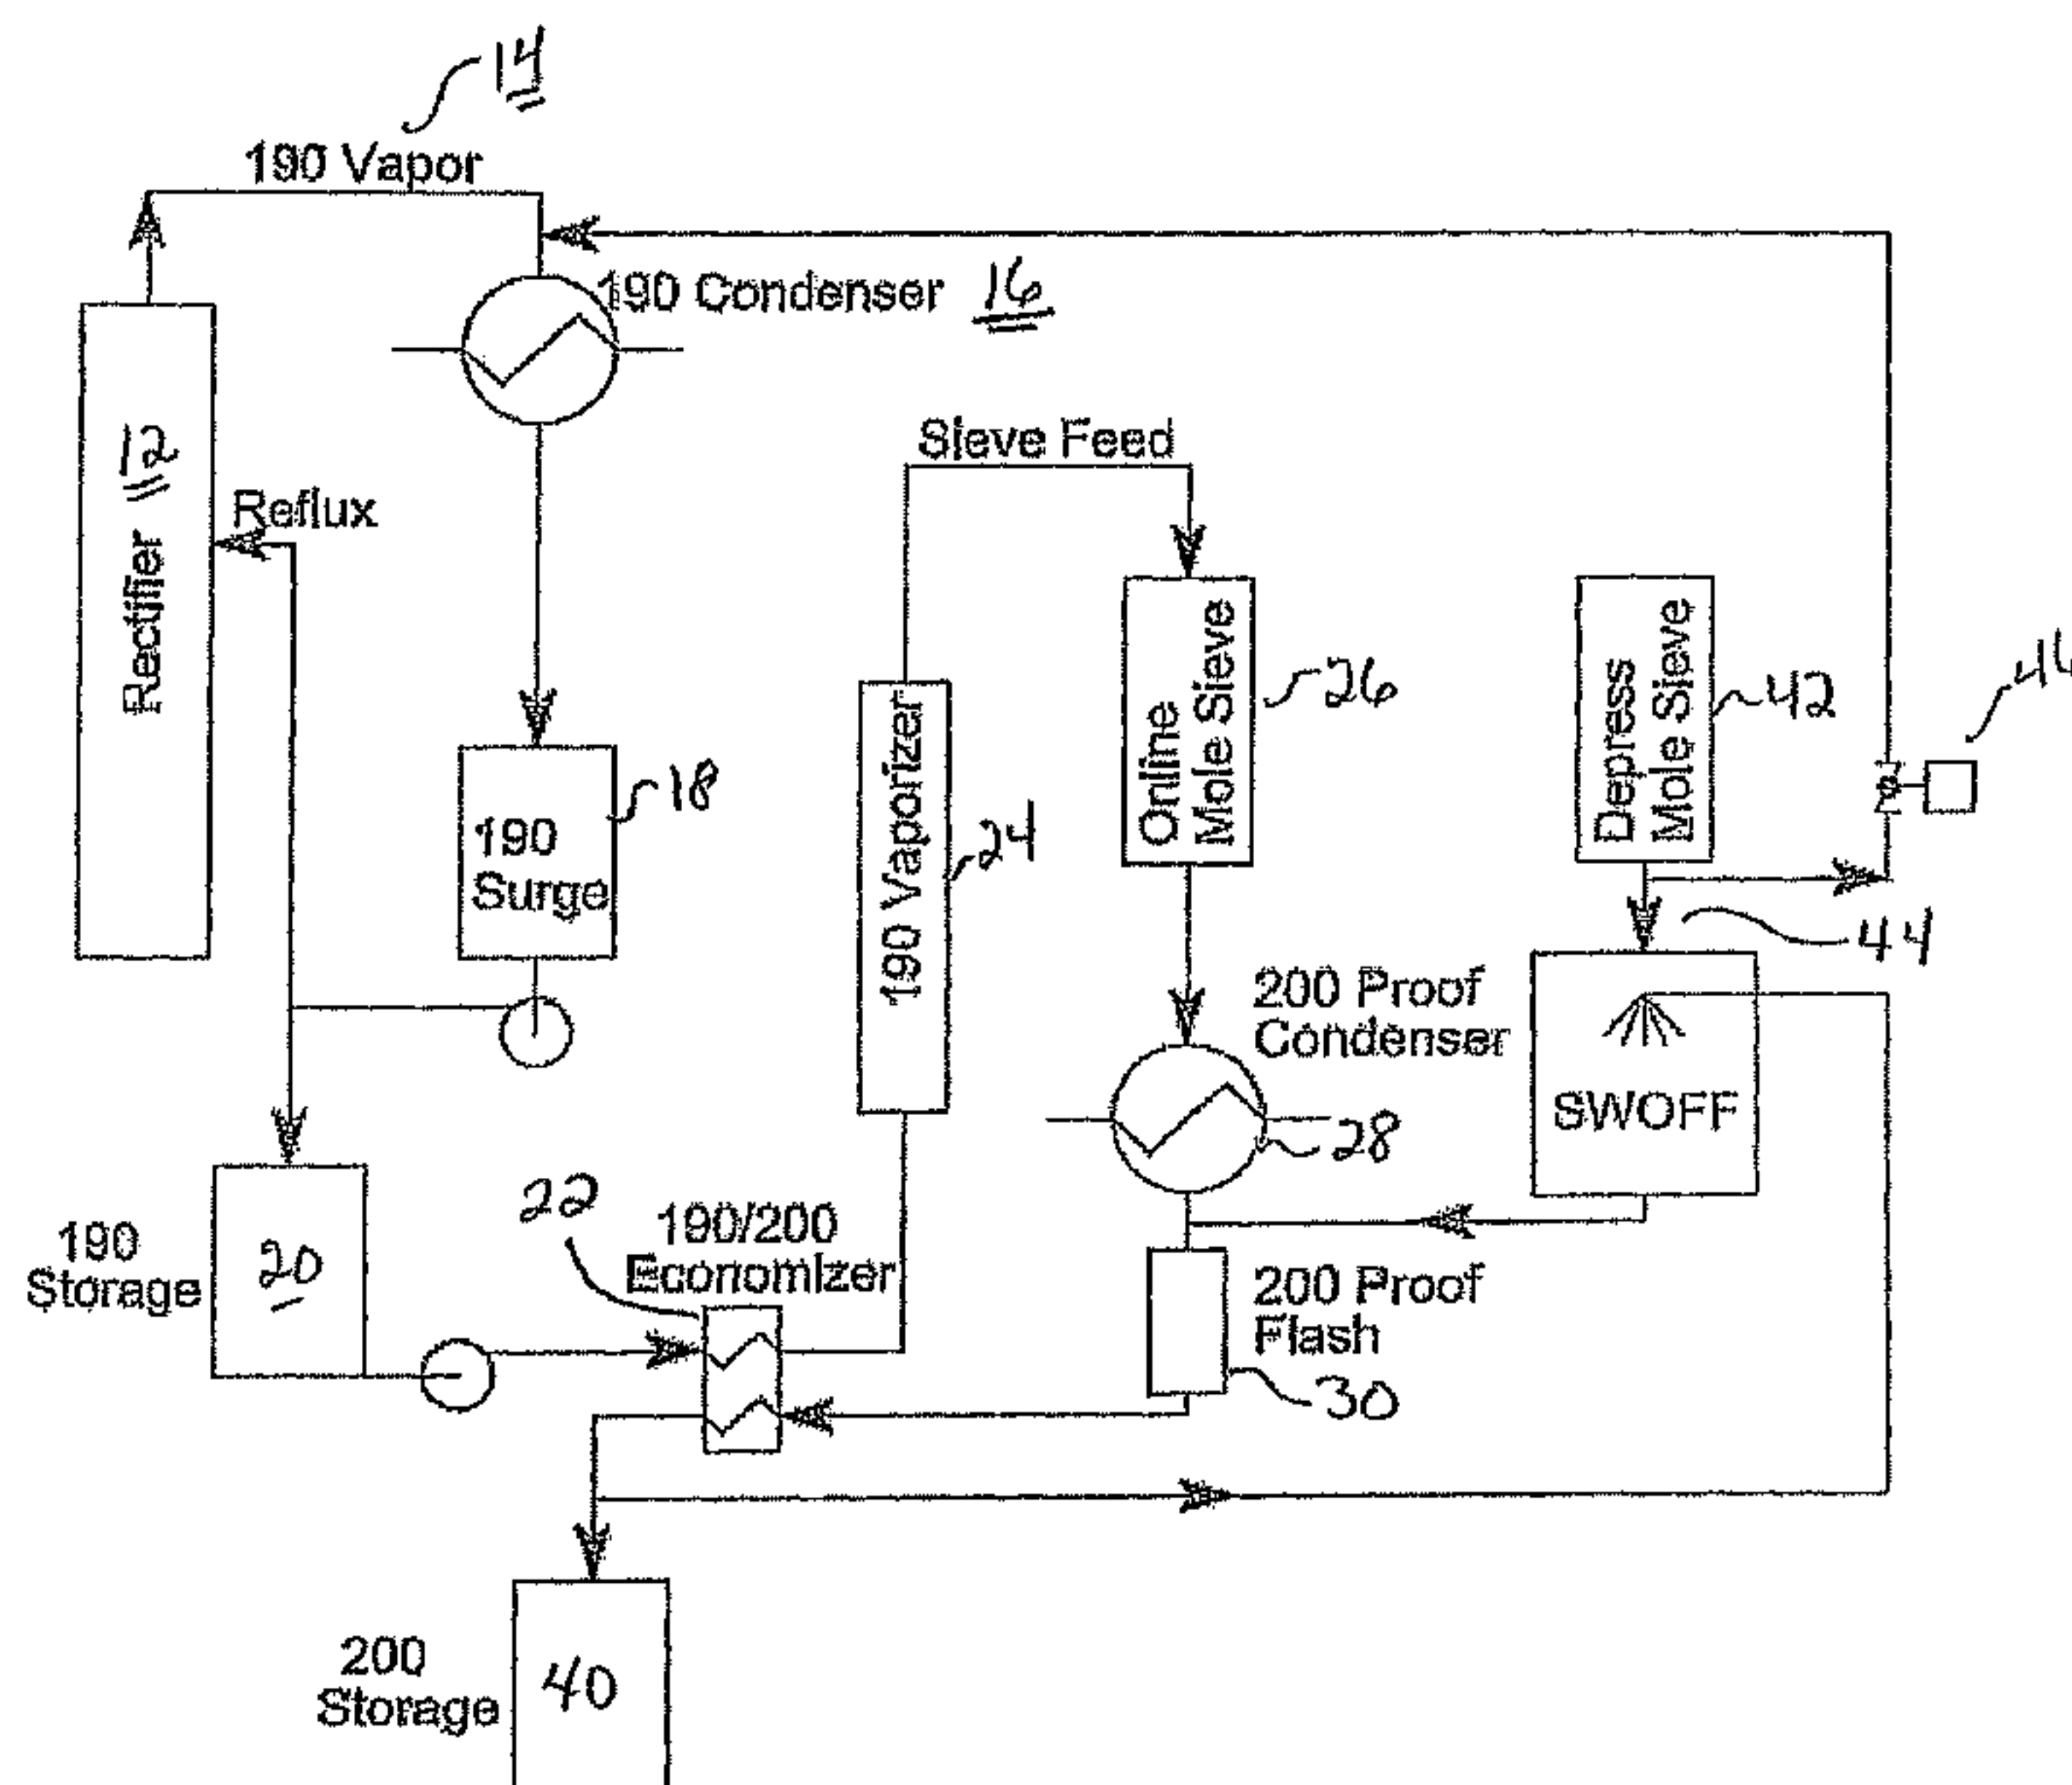 14
190 Vapor
190 Condenser 16
Rectifier 12
Reflux
190
Surge
18
Sieve Feed
190 Vaporizer
24
Online
Mole Sieve
26
Depress
Mole Sieve
42
44
200 Proof
Condenser
28
SWOFF
190
Storage
20
22
190/200
Economizer
200 Proof
Flash
30
200
Storage
40